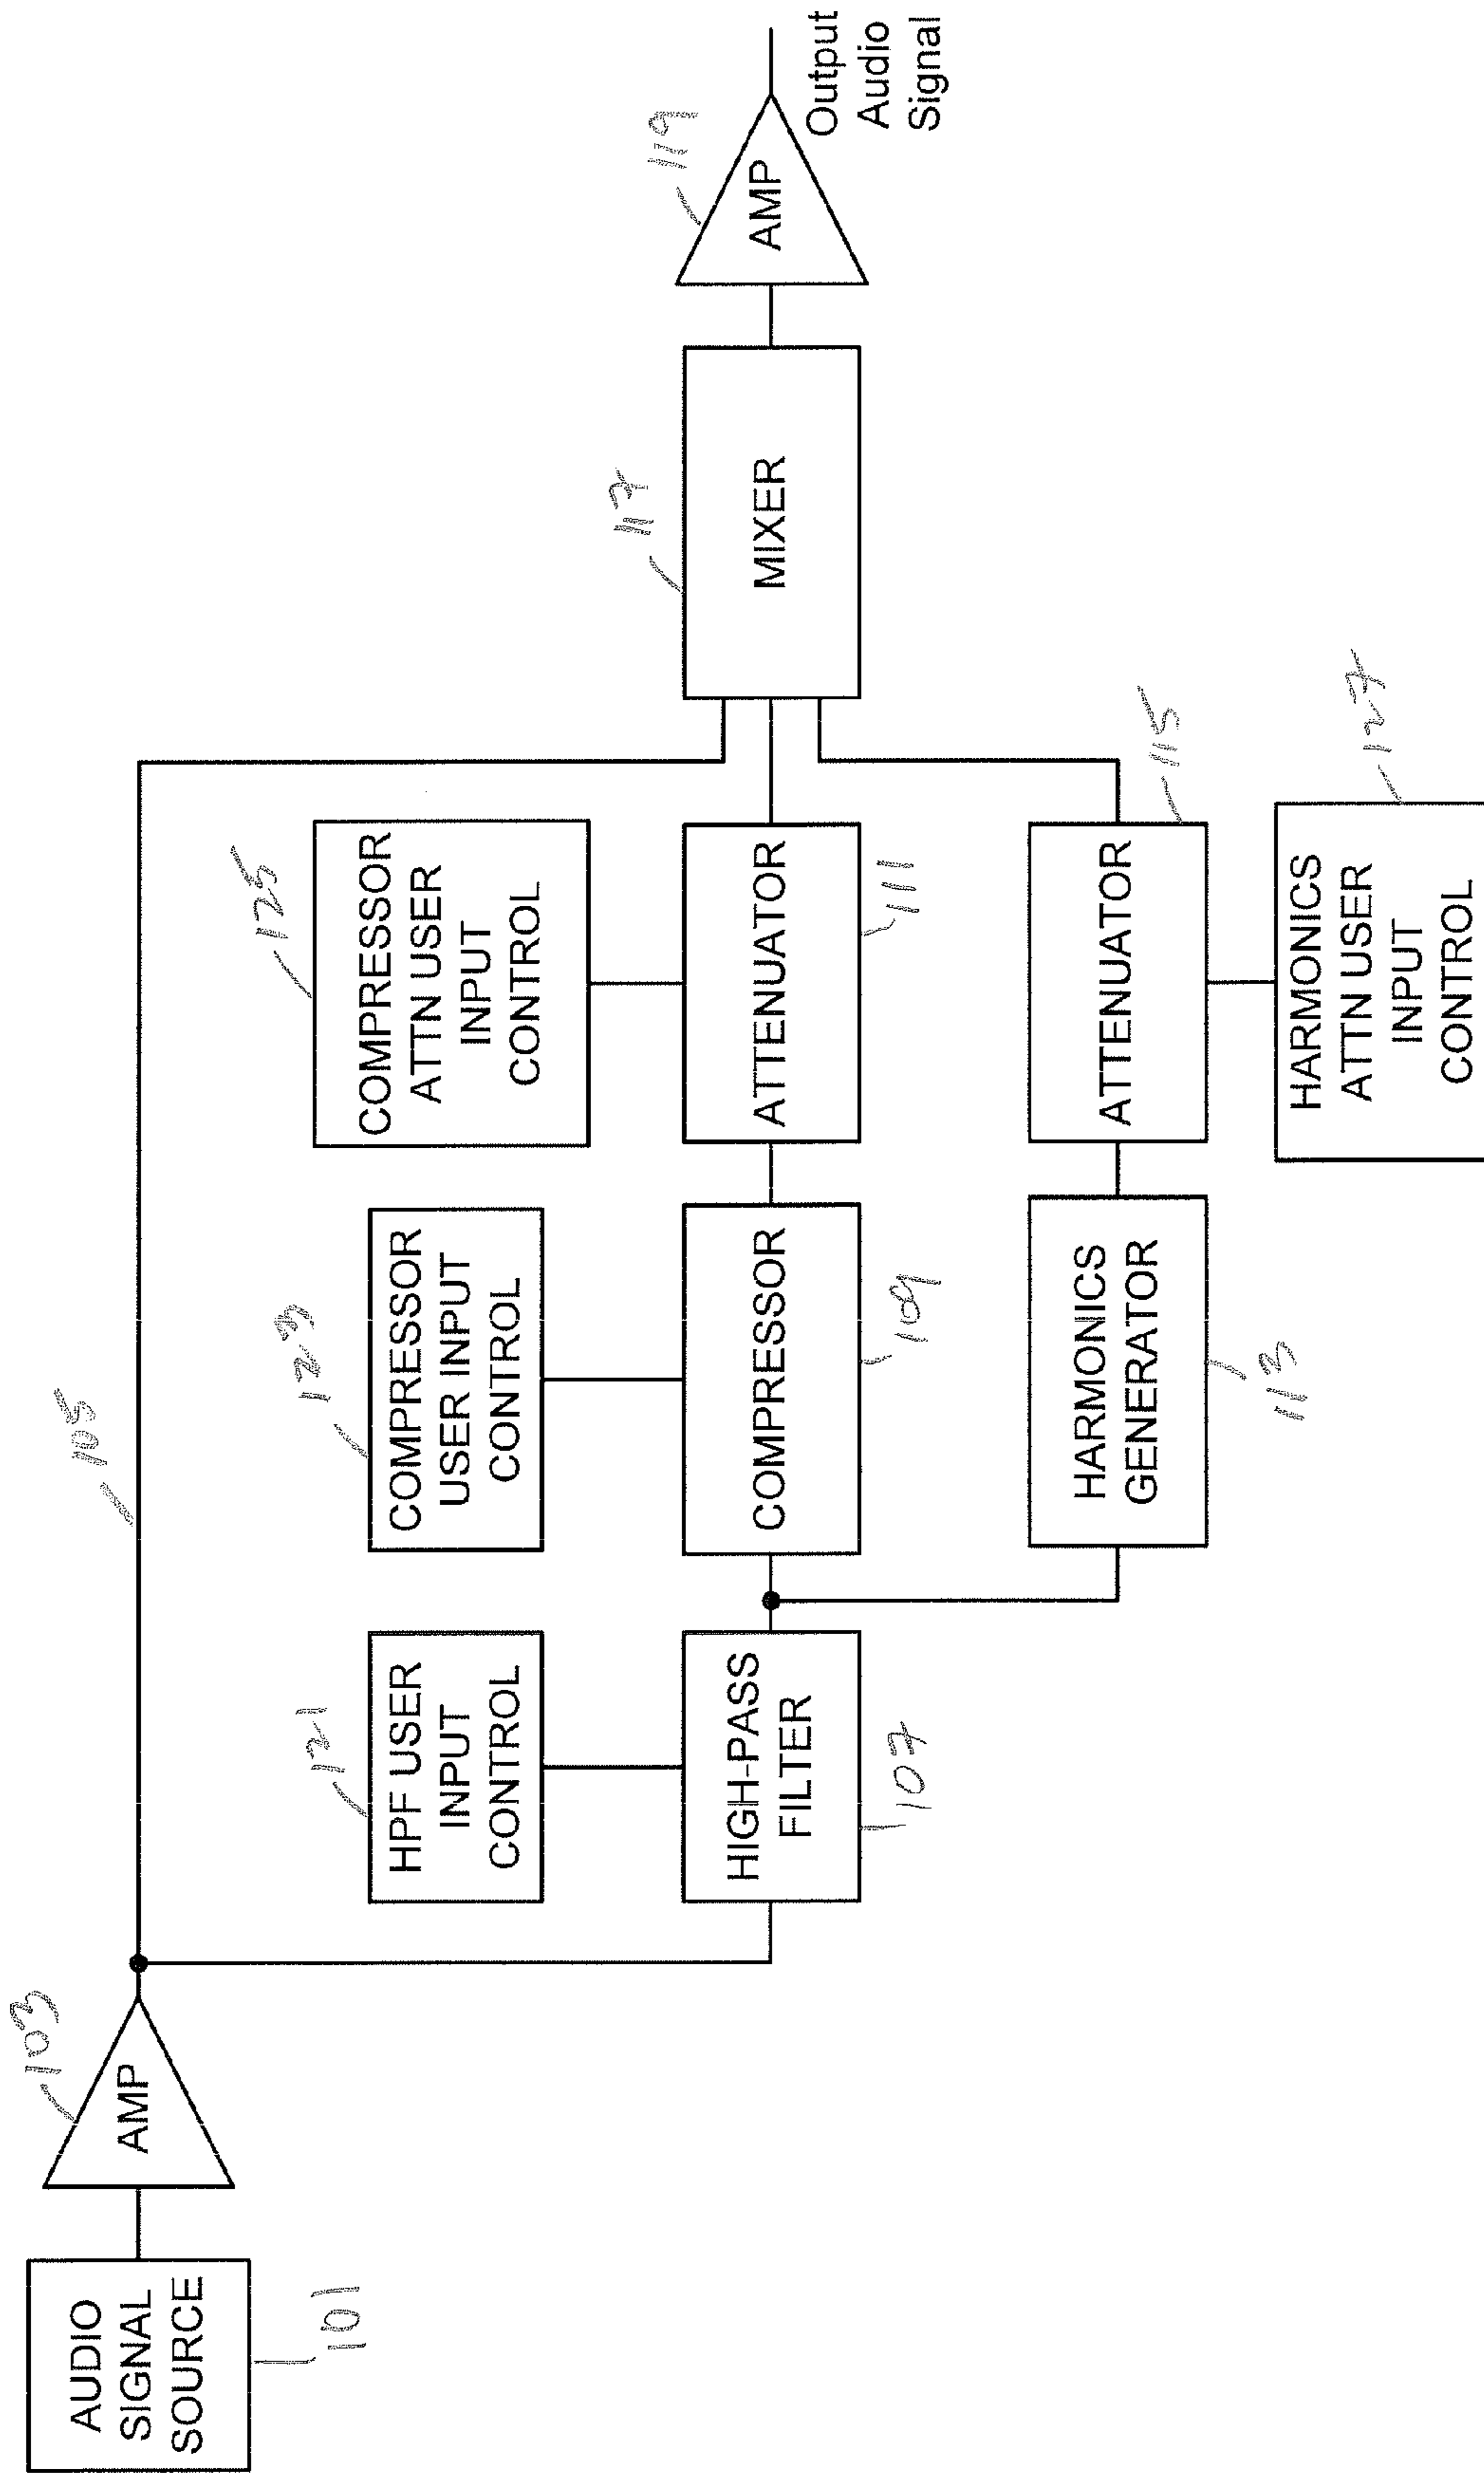 AUDIO
SIGNAL
SOURCE
101
AMP
103
105
HPF USER
INPUT
CONTROL
121
HIGH-PASS
FILTER
107
COMPRESSOR
USER INPUT
CONTROL
123
COMPRESSOR
109
HARMONICS
GENERATOR
113
COMPRESSOR
ATTN USER
INPUT
CONTROL
125
ATTENUATOR
111
ATTENUATOR
115
HARMONICS
ATTN USER
INPUT
CONTROL
127
MIXER
117
AMP
119
Output
Audio
Signal